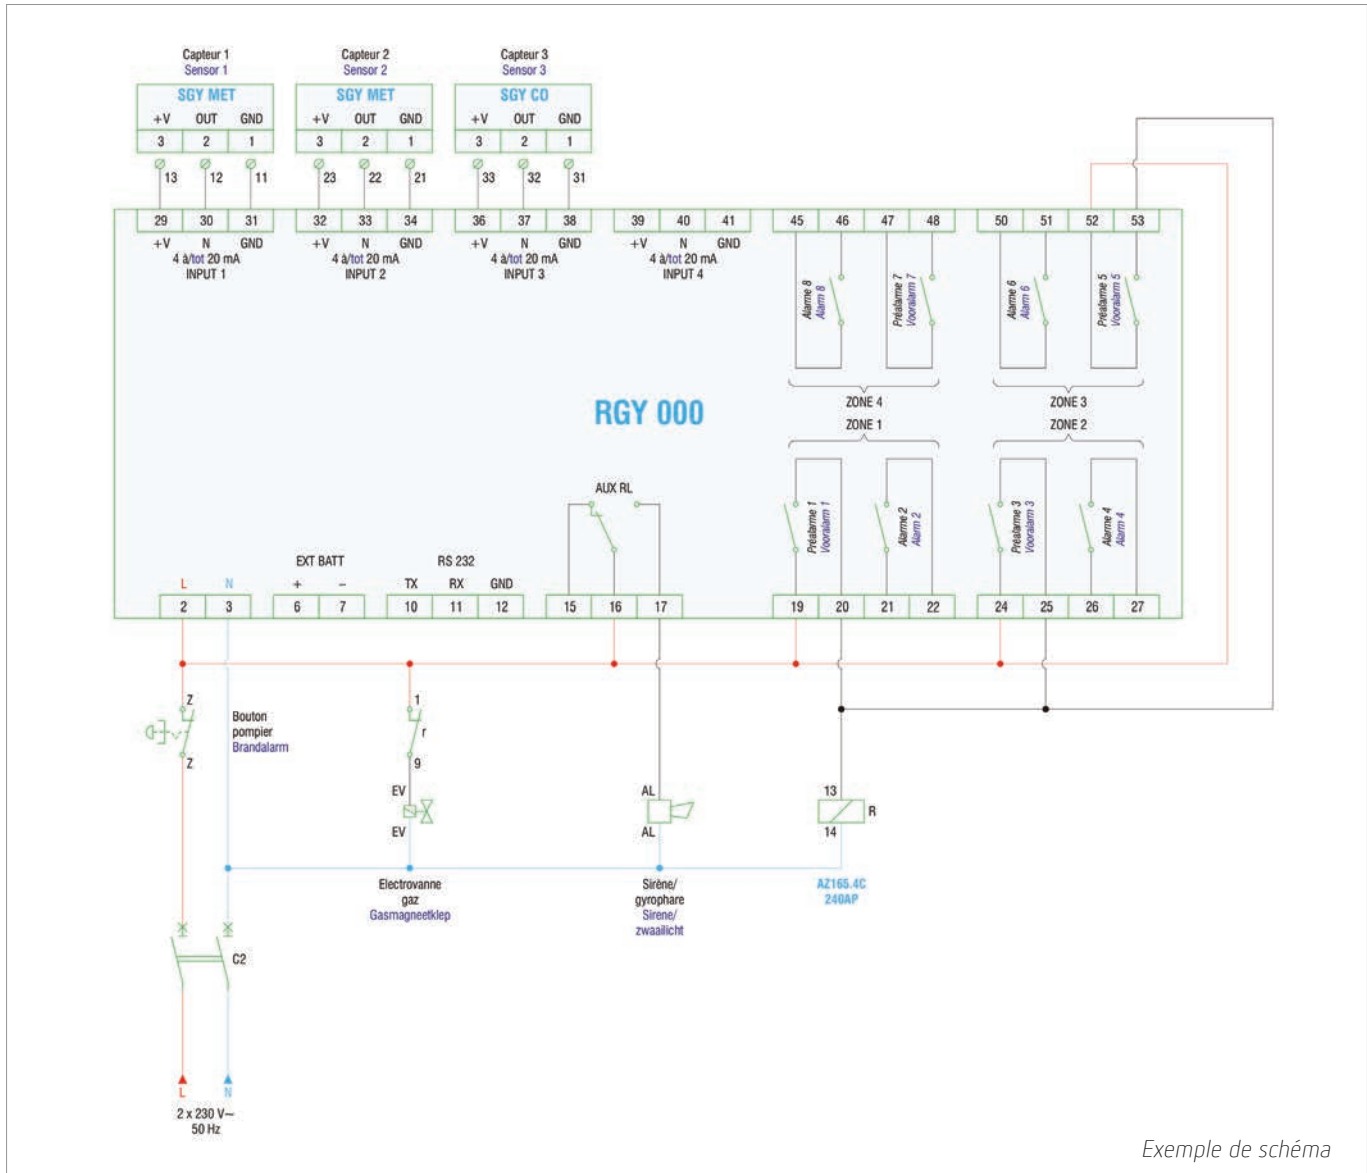 Capteur 1 Capteur 2 Capteur 3
Sensor 1 Sensor 2 Sensor 3
SGY MET SGY MET SGY CO
+V OUT GND +V OUT GND +V OUT GND
3 2 1 3 2 1 3 2 1
13 12 11 23 22 21 33 32 31
29 30 31 32 33 34 36 37 38 39 40 41 45 46 47 48 50 51 52 53
+V N GND +V N GND +V N GND +V N GND
4 à/tot 20 mA 4 à/tot 20 mA 4 à/tot 20 mA 4 à/tot 20 mA
INPUT 1 INPUT 2 INPUT 3 INPUT 4
Alarme 8
Alarm 8
Préalarme 7
Vooralarm 7
Alarme 6
Alarm 6
Préalarme 5
Vooralarm 5
ZONE 4 ZONE 3
RGY 000
ZONE 1 ZONE 2
AUX RL
Préalarme 1
Vooralarm 1
Alarme 2
Alarm 2
Préalarme 3
Vooralarm 3
Alarme 4
Alarm 4
EXT BATT RS 232
L N + – TX RX GND
2 3 6 7 10 11 12 15 16 17 19 20 21 22 24 25 26 27
Z
Bouton
pompier
Brandalarm
Z
1
r
9
EV
EV
AL
AL
13
R
14
Electrovanne
gaz
Gasmagneetklep
Sirène/
gyrophare
Sirene/
zwaailicht
AZ165.4C
240AP
C2
L N
2 x 230 V~
50 Hz
Exemple de schéma